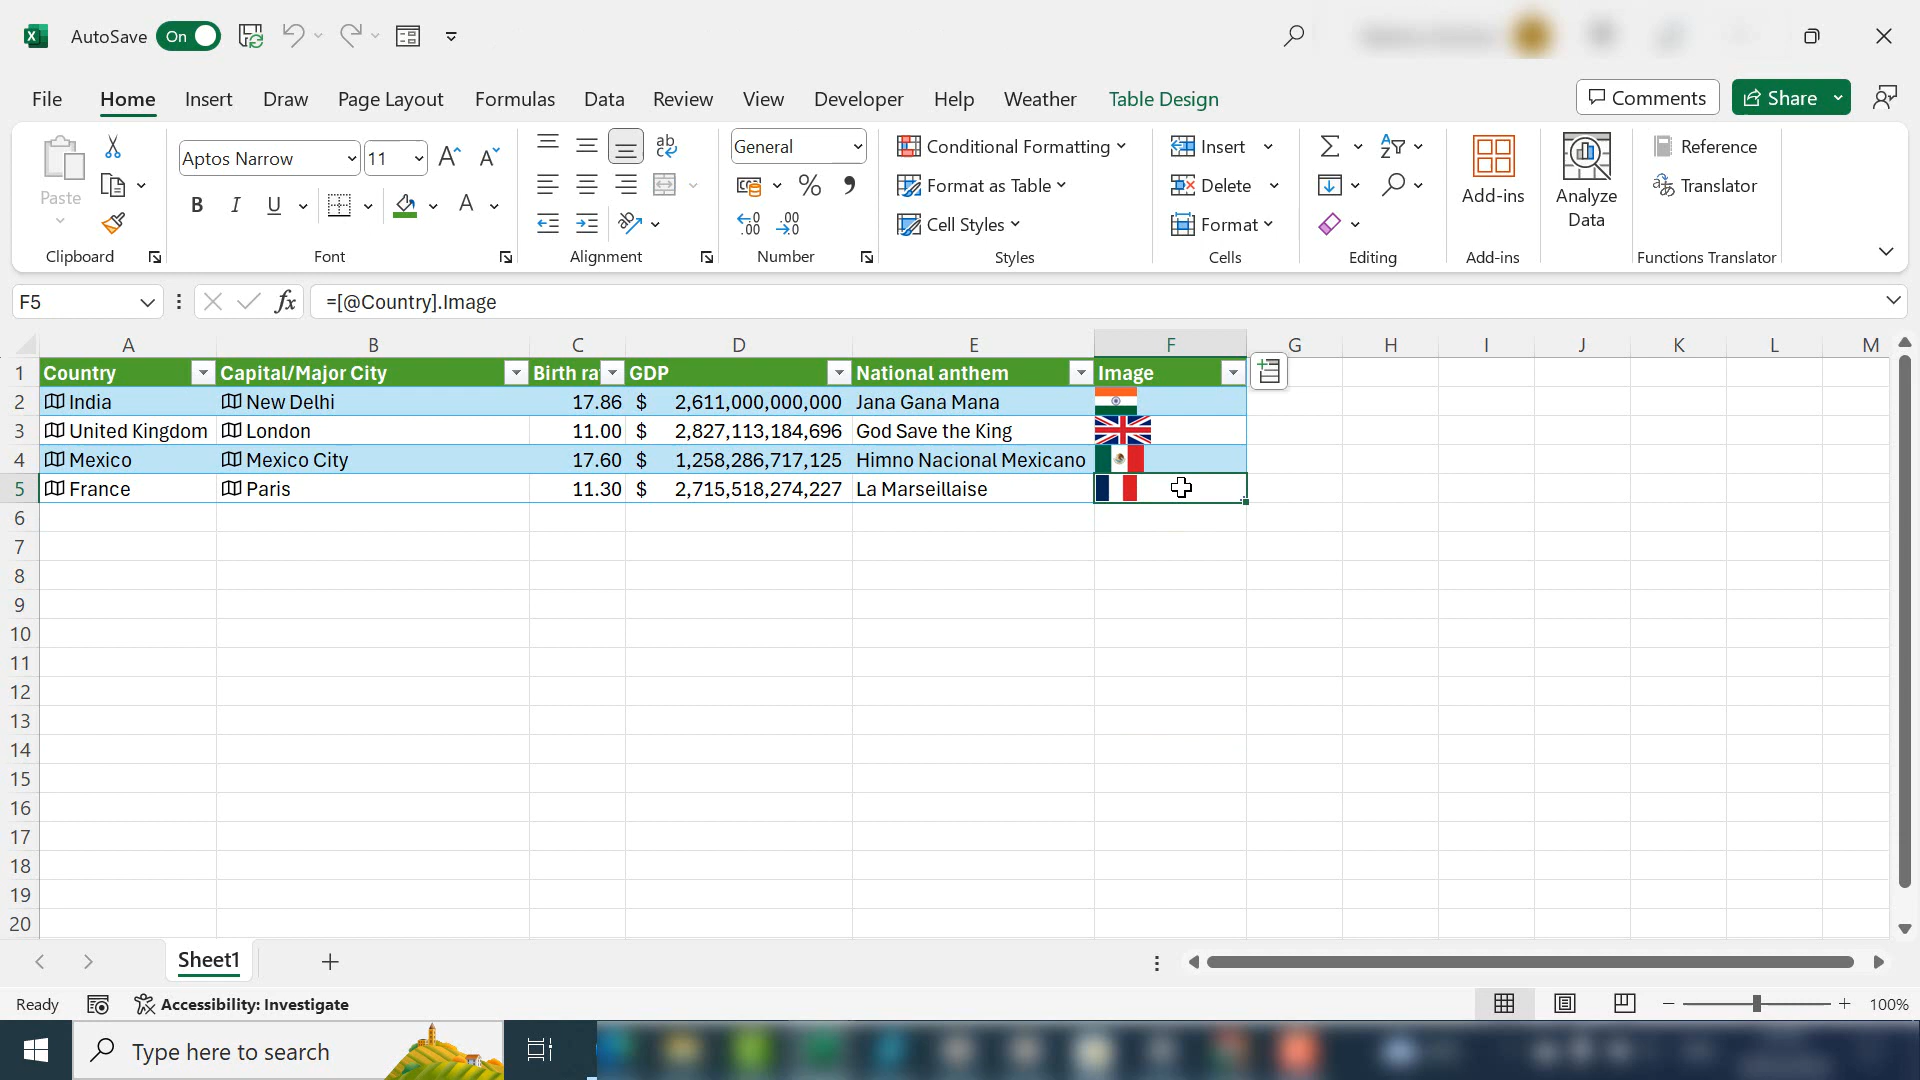 AutoSave On
File Home Insert Draw Page Layout Formulas Data Review View Developer Help Weather Table Design Comments Share
Paste
Clipboard
Aptos Narrow 11
B I U A
Font
ab
Alignment
General
Number
Conditional Formatting
Format as Table
Cell Styles
Styles
Insert
Delete
Format
Cells
Editing
Add-ins
Add-ins
Analyze
Data
Reference
Translator
Functions Translator
F5 fx =[@Country].Image
A B C D E F G H I J K L M
1 Country Capital/Major City Birth ra GDP National anthem Image
2 India New Delhi 17.86 $ 2,611,000,000,000 Jana Gana Mana
3 United Kingdom London 11.00 $ 2,827,113,184,696 God Save the King
4 Mexico Mexico City 17.60 $ 1,258,286,717,125 Himno Nacional Mexicano
5 France Paris 11.30 $ 2,715,518,274,227 La Marseillaise
6
7
8
9
10
11
12
13
14
15
16
17
18
19
20
Sheet1
Ready Accessibility: Investigate 100%
Type here to search